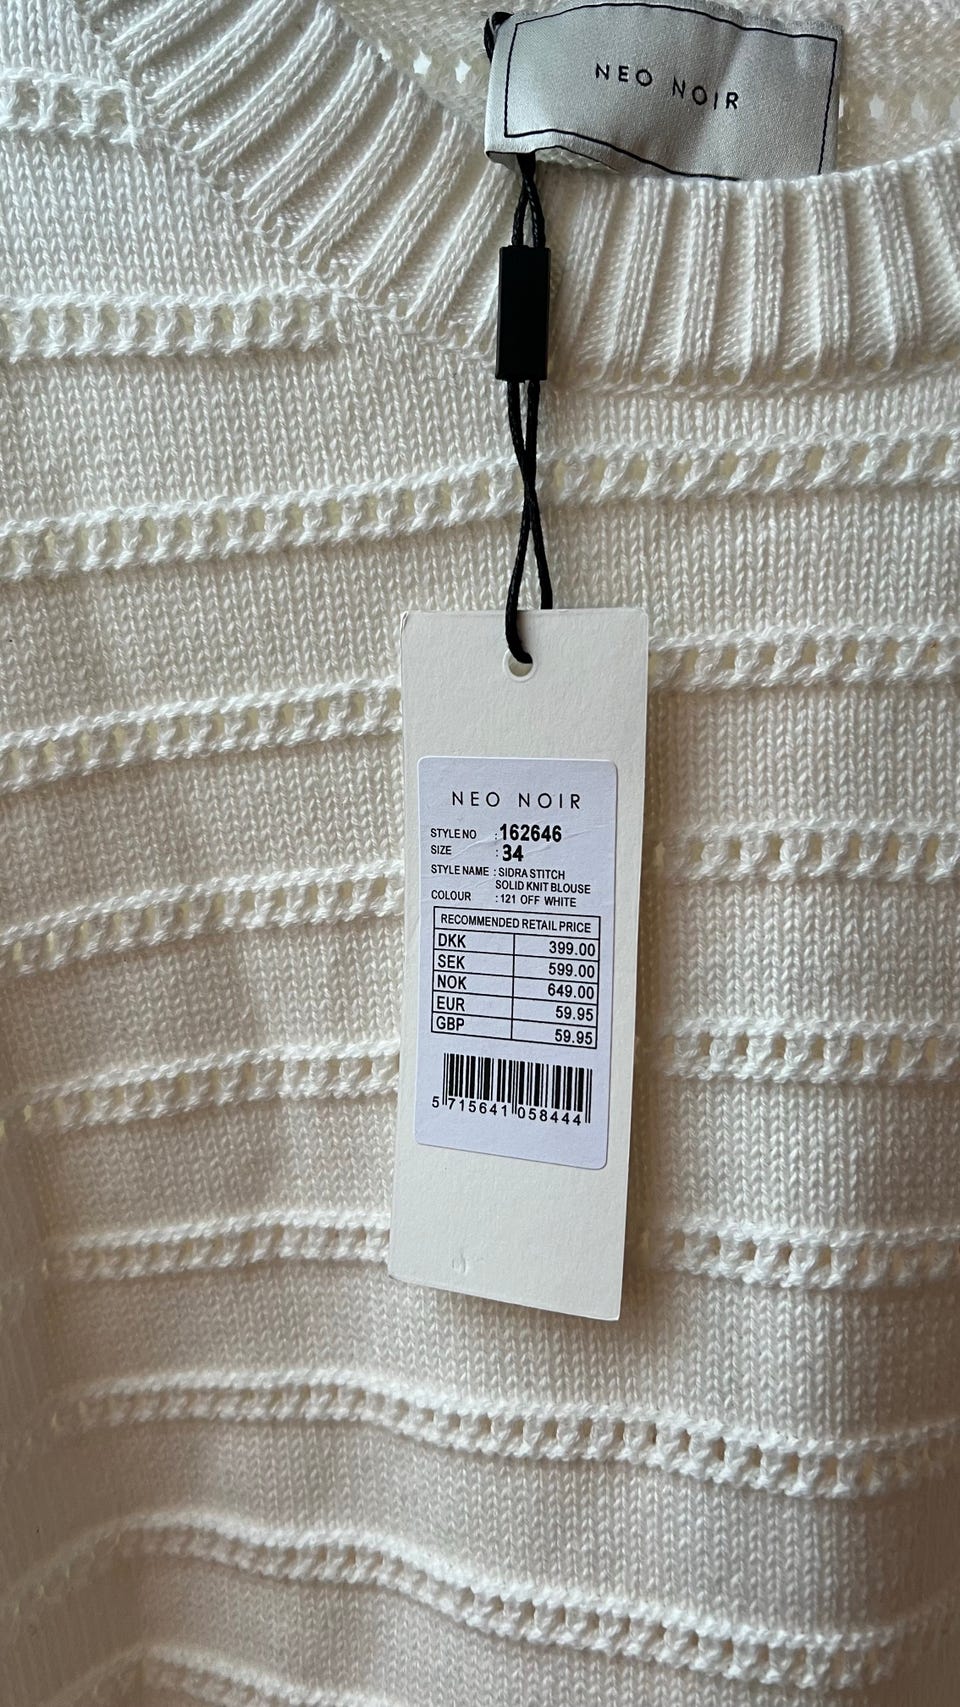 NEO NOIR
NEO NOIR
STYLE NO : 162646
SIZE : 34
STYLE NAME : SIDRA STITCH
SOLID KNIT BLOUSE
COLOUR : 121 OFF WHITE
RECOMMENDED RETAIL PRICE
DKK 399.00
SEK 599.00
NOK 649.00
EUR 59.95
GBP 59.95
5 715641 058444